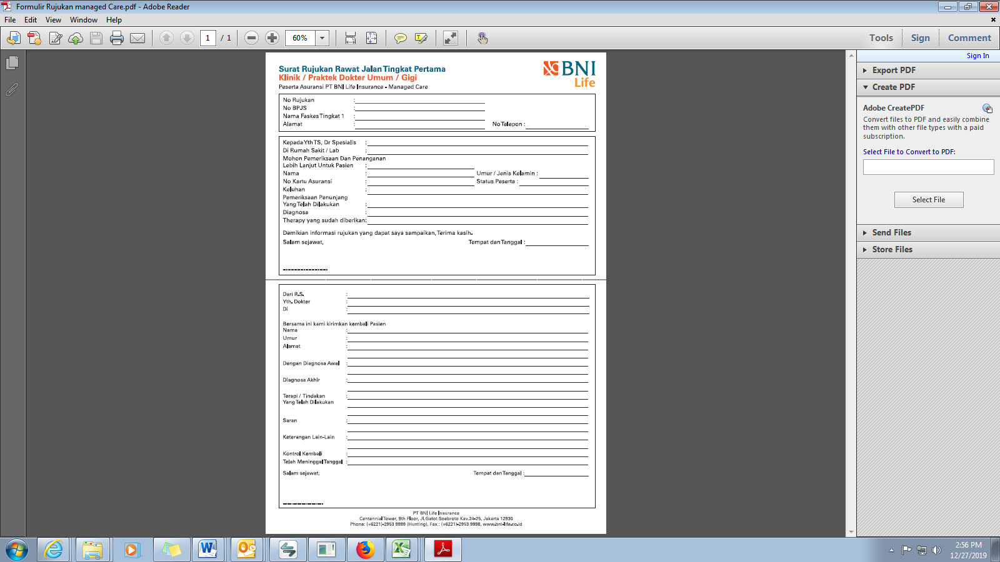 Formulir Rujukan managed Care.pdf - Adobe Reader
File Edit View Window Help
1 / 1 60% Tools Sign Comment
Sign In
Export PDF
Create PDF
Adobe CreatePDF
Convert files to PDF and easily combine
them with other file types with a paid
subscription.
Select File to Convert to PDF:
Select File
Send Files
Store Files
BNI
Life
Surat Rujukan Rawat Jalan Tingkat Pertama
Klinik / Praktek Dokter Umum / Gigi
Peserta Asuransi PT BNI Life Insurance - Managed Care
No Rujukan :
No BPJS :
Nama Faskes Tingkat 1 :
Alamat : No Telepon :
Kepada Yth TS, Dr Spesialis :
Di Rumah Sakit / Lab :
Mohon Pemeriksaan Dan Penanganan
Lebih Lanjut Untuk Pasien :
Nama : Umur / Jenis Kelamin :
No Kartu Asuransi : Status Peserta :
Keluhan :
Pemeriksaan Penunjang
Yang Telah Dilakukan :
Diagnosa :
Therapy yang sudah diberikan:
Demikian informasi rujukan yang dapat saya sampaikan, Terima kasih.
Salam sejawat, Tempat dan Tanggal :
Dari R.S. :
Yth. Dokter :
Di :
Bersama ini kami kirimkan kembali Pasien
Nama :
Umur :
Alamat :
Dengan Diagnosa Awal :
Diagnosa Akhir :
Terapi / Tindakan :
Yang Telah Dilakukan
Saran :
Keterangan Lain-Lain :
Kontrol Kembali :
Telah Meninggal Tanggal :
Salam sejawat, Tempat dan Tanggal :
PT BNI Life Insurance
Centennial Tower, 9th Floor, Jl.Gatot Soebroto Kav.24-25, Jakarta 12930
Phone: (+6221)-2953 9999 (Hunting), Fax : (+6221)-2953 9998, www.bni-life.co.id
2:56 PM
12/27/2019